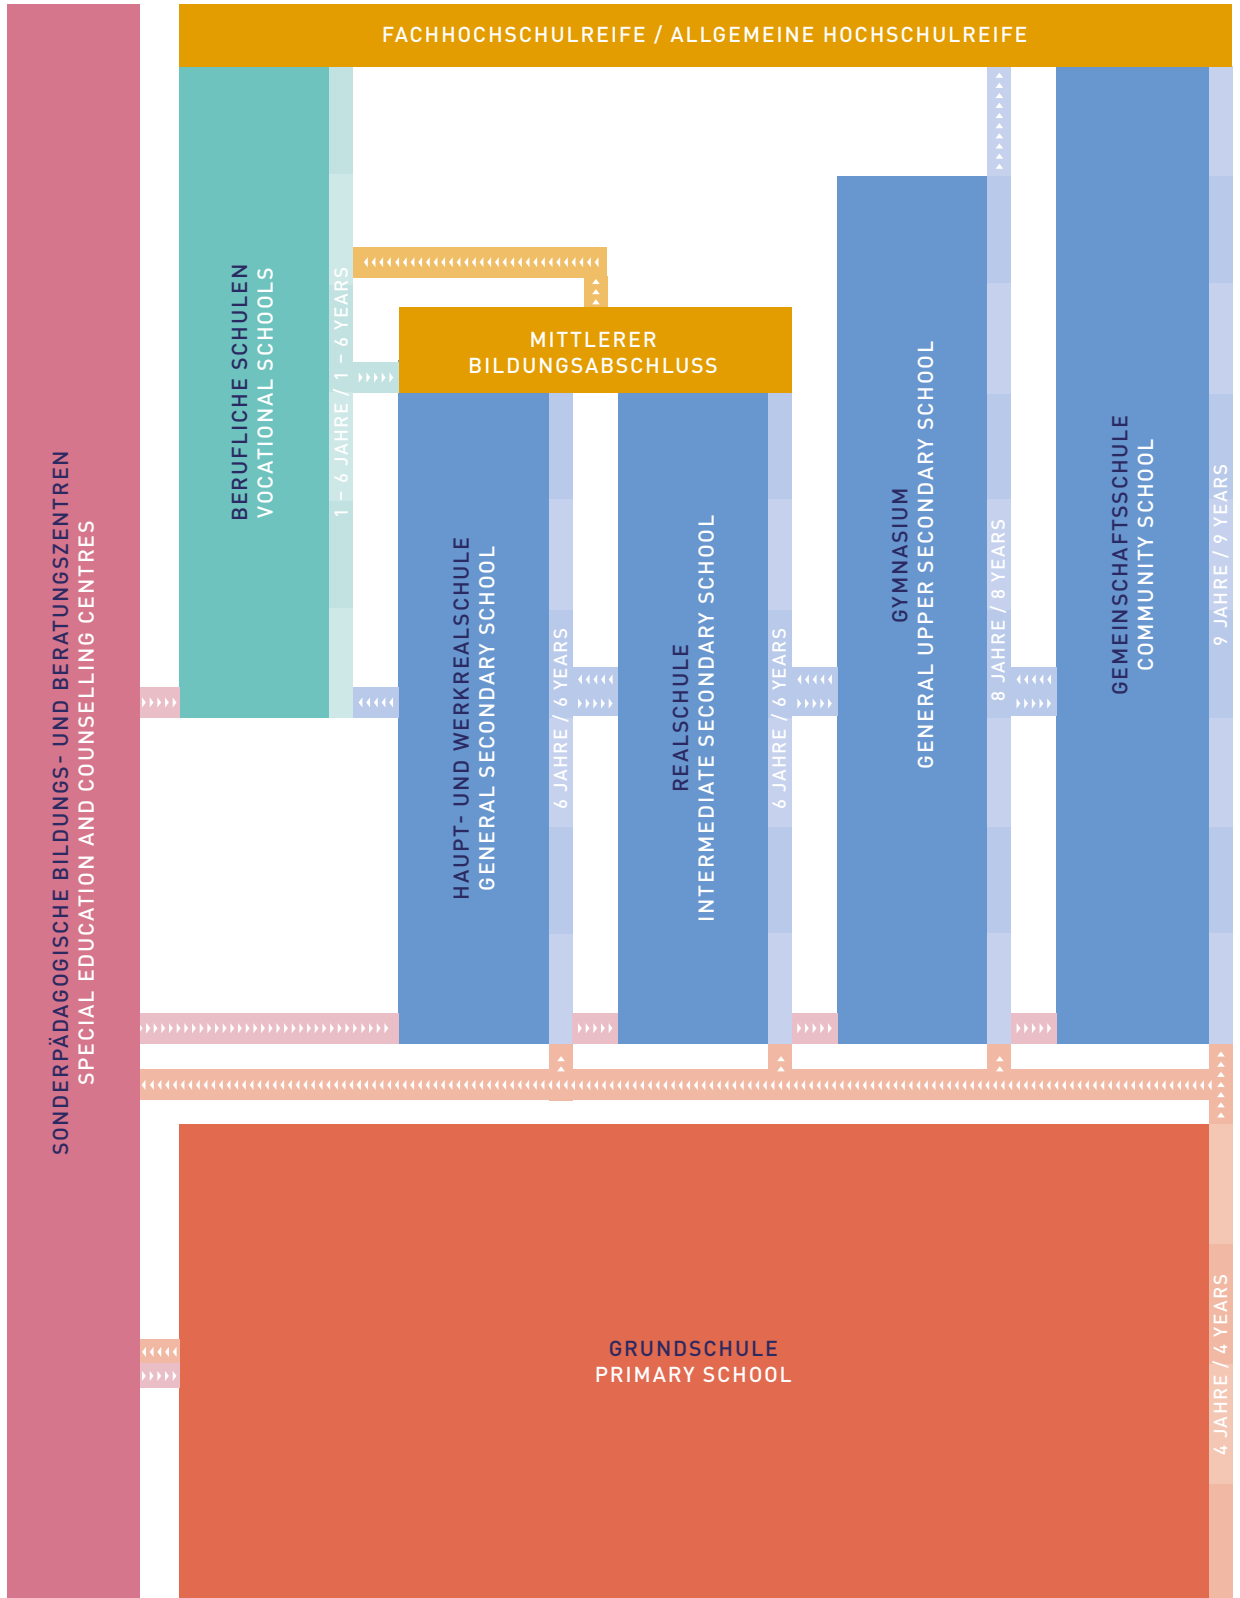 FACHHOCHSCHULREIFE / ALLGEMEINE HOCHSCHULREIFE
SONDERPÄDAGOGISCHE BILDUNGS- UND BERATUNGSZENTREN
SPECIAL EDUCATION AND COUNSELLING CENTRES
BERUFLICHE SCHULEN
VOCATIONAL SCHOOLS
1 – 6 JAHRE / 1 – 6 YEARS
MITTLERER
BILDUNGSABSCHLUSS
HAUPT- UND WERKREALSCHULE
GENERAL SECONDARY SCHOOL
6 JAHRE / 6 YEARS
REALSCHULE
INTERMEDIATE SECONDARY SCHOOL
6 JAHRE / 6 YEARS
GYMNASIUM
GENERAL UPPER SECONDARY SCHOOL
8 JAHRE / 8 YEARS
GEMEINSCHAFTSSCHULE
COMMUNITY SCHOOL
9 JAHRE / 9 YEARS
GRUNDSCHULE
PRIMARY SCHOOL
4 JAHRE / 4 YEARS